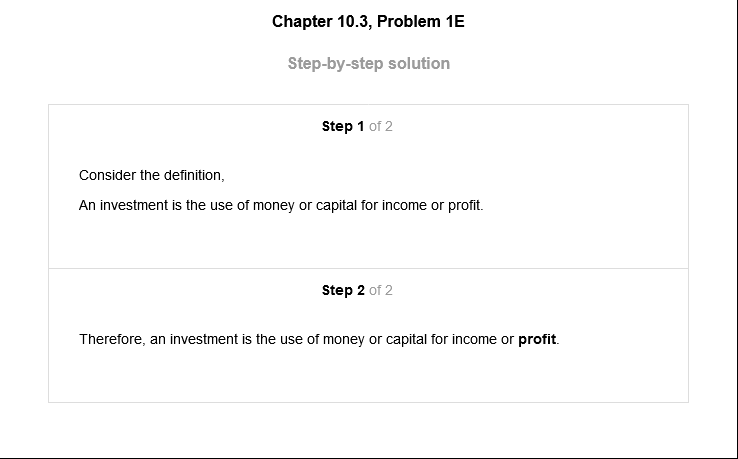 Chapter 10.3, Problem 1E
Step-by-step solution
Step 1 of 2
Consider the definition,
An investment is the use of money or capital for income or profit.
Step 2 of 2
Therefore, an investment is the use of money or capital for income or profit.